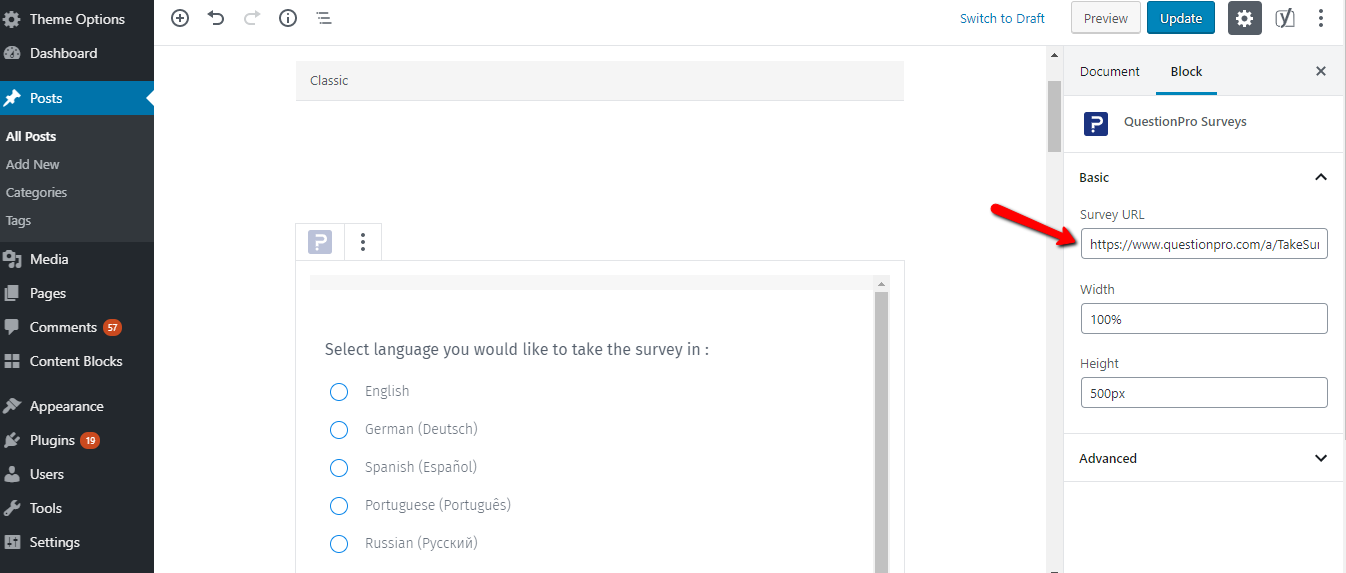 Theme Options
Dashboard
Posts
All Posts
Add New
Categories
Tags
Media
Pages
Comments 57
Content Blocks
Appearance
Plugins 19
Users
Tools
Settings
Switch to Draft
Preview
Update
Classic
Select language you would like to take the survey in :
English
German (Deutsch)
Spanish (Español)
Portuguese (Português)
Russian (Русский)
Document
Block
QuestionPro Surveys
Basic
Survey URL
https://www.questionpro.com/a/TakeSur
Width
100%
Height
500px
Advanced